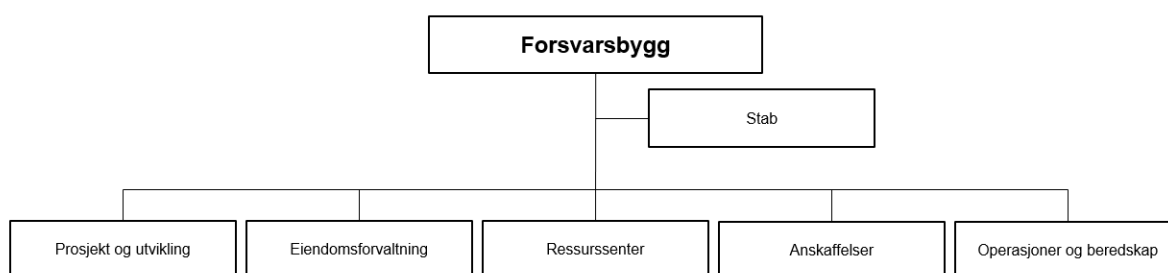 Forsvarsbygg
Stab
Prosjekt og utvikling
Eiendomsforvaltning
Ressurssenter
Anskaffelser
Operasjoner og beredskap